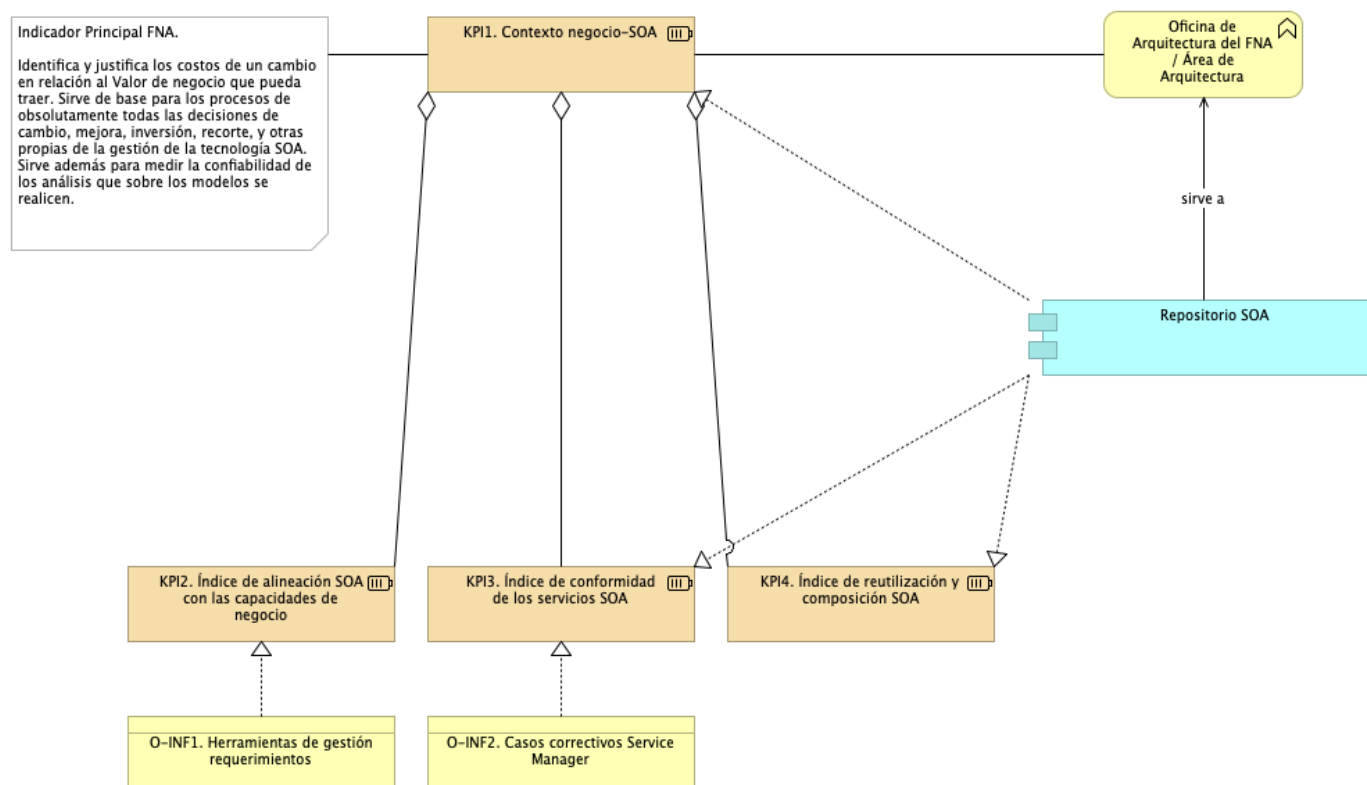 Indicador Principal FNA.
Identifica y justifica los costos de un cambio
en relación al Valor de negocio que pueda
traer. Sirve de base para los procesos de
obsolutamente todas las decisiones de
cambio, mejora, inversión, recorte, y otras
propias de la gestión de la tecnología SOA.
Sirve además para medir la confiabilidad de
los análisis que sobre los modelos se
realicen.
KPI1. Contexto negocio-SOA
Oficina de
Arquitectura del FNA
/ Área de
Arquitectura
sirve a
Repositorio SOA
KPI2. Índice de alineación SOA
con las capacidades de
negocio
KPI3. Índice de conformidad
de los servicios SOA
KPI4. Índice de reutilización y
composición SOA
O-INF1. Herramientas de gestión
requerimientos
O-INF2. Casos correctivos Service
Manager